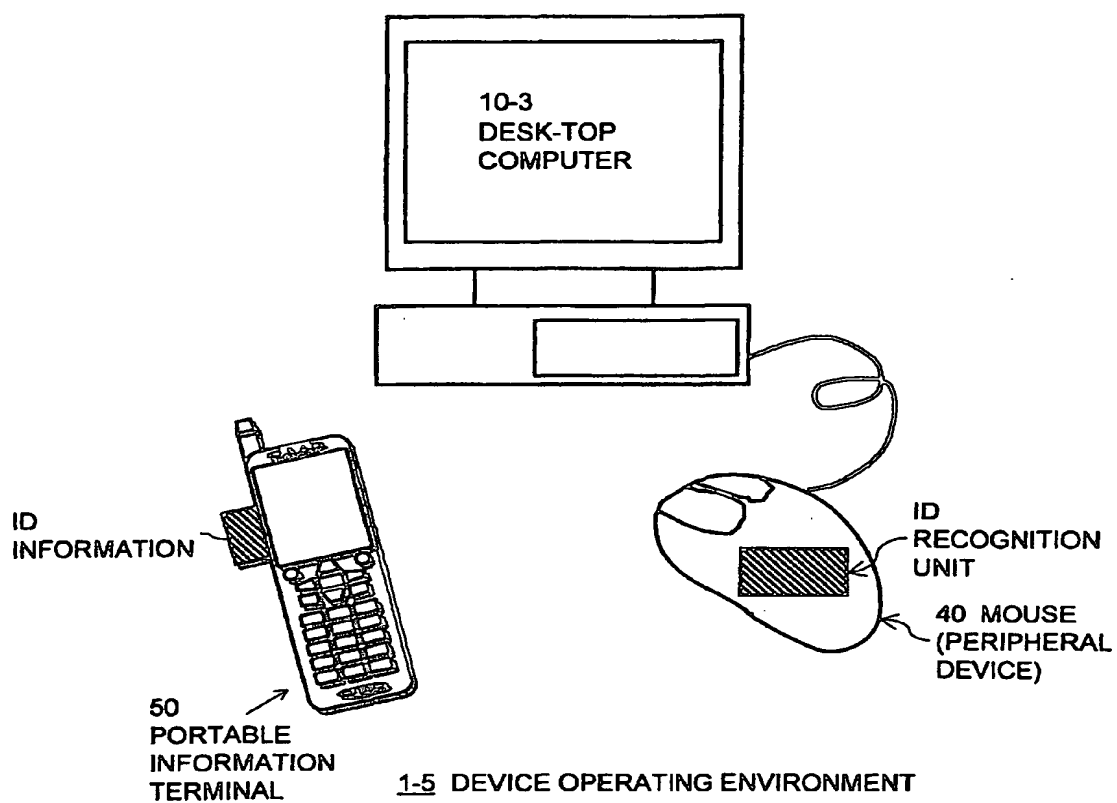 10-3
DESK-TOP
COMPUTER
ID
INFORMATION
ID
RECOGNITION
UNIT
40 MOUSE
(PERIPHERAL
DEVICE)
50
PORTABLE
INFORMATION
TERMINAL
1-5 DEVICE OPERATING ENVIRONMENT